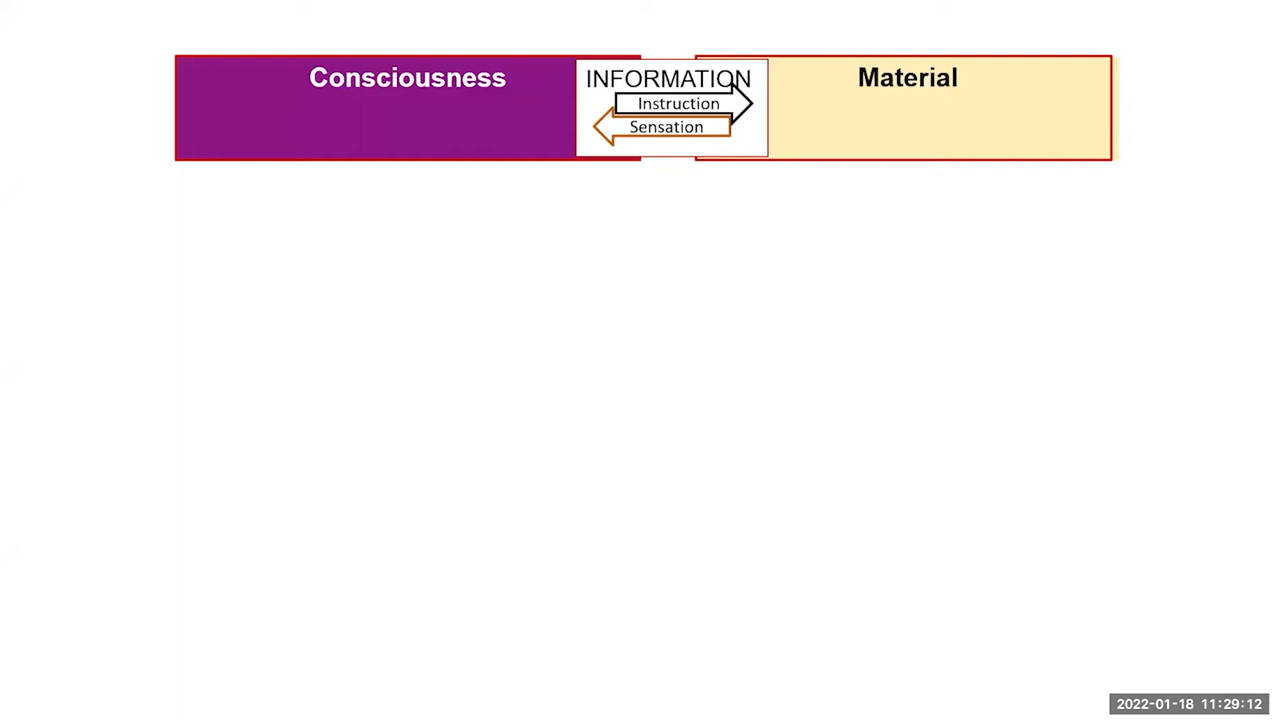 Consciousness
INFORMATION
Instruction
Sensation
Material
2022-01-18 11:29:12